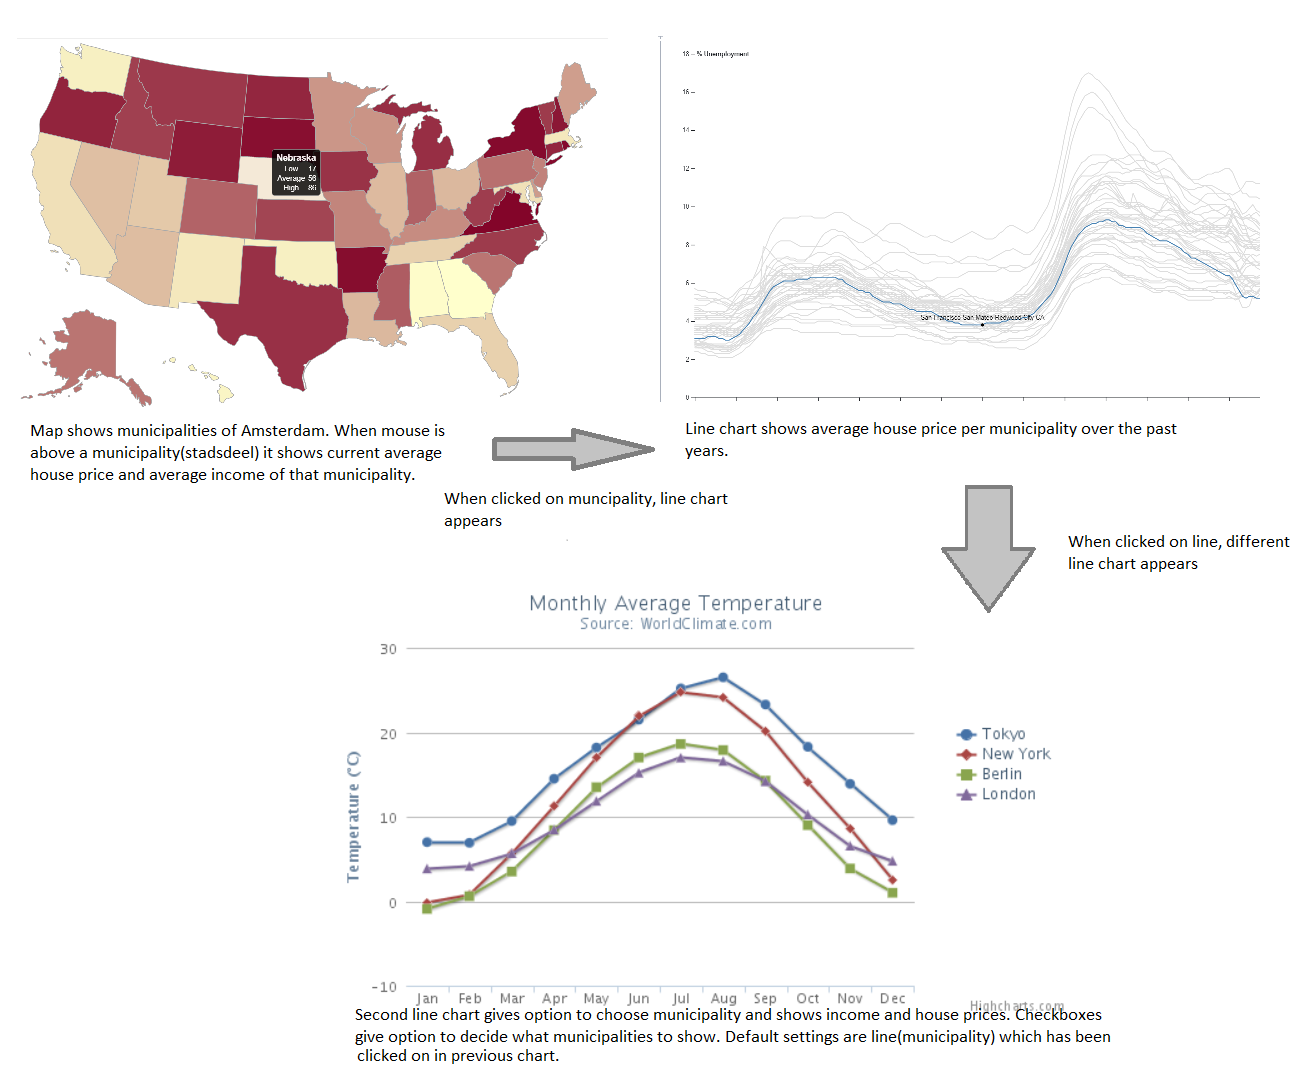 Nebraska
Low 17
Average 56
High 86
18
% Unemployment
16
14
12
10
8
6
4
2
0
San Francisco San Mateo Redwood City CA
Map shows municipalities of Amsterdam. When mouse is
above a municipality(stadsdeel) it shows current average
house price and average income of that municipality.
When clicked on muncipality, line chart
appears
Line chart shows average house price per municipality over the past
years.
When clicked on line, different
line chart appears
Monthly Average Temperature
Source: WorldClimate.com
30
20
10
0
-10
Temperature (°C)
Jan Feb Mar Apr May Jun Jul Aug Sep Oct Nov Dec
Tokyo
New York
Berlin
London
Highcharts.com
Second line chart gives option to choose municipality and shows income and house prices. Checkboxes
give option to decide what municipalities to show. Default settings are line(municipality) which has been
clicked on in previous chart.